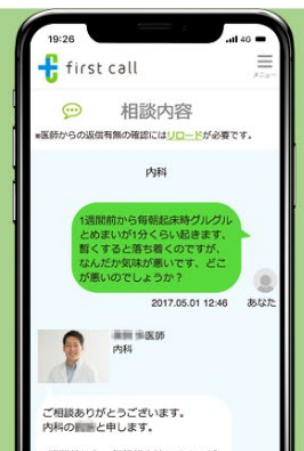 19:26
4G
first call
メニュー
相談内容
※医師からの返信有無の確認にはリロードが必要です。
内科
1週間前から毎朝起床時グルグル
とめまいが1分くらい起きます、
暫くすると落ち着くのですが、
なんだか気味が悪いです、どこ
が悪いのでしょうか?
2017.05.01 12:46
あなた
医師
内科
ご相談ありがとうございます。
内科の と申します。